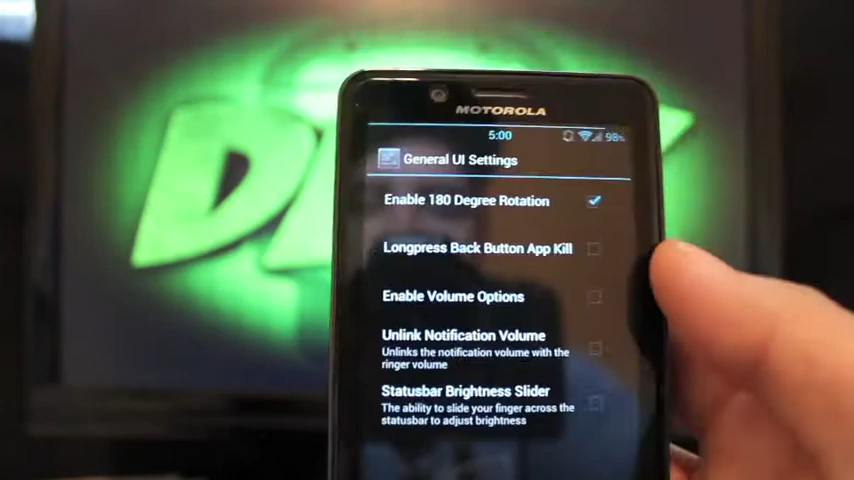 MOTOROLA
5:00
98%
General UI Settings
Enable 180 Degree Rotation
Longpress Back Button App Kill
Enable Volume Options
Unlink Notification Volume
Unlinks the notification volume with the
ringer volume
Statusbar Brightness Slider
The ability to slide your finger across the
statusbar to adjust brightness